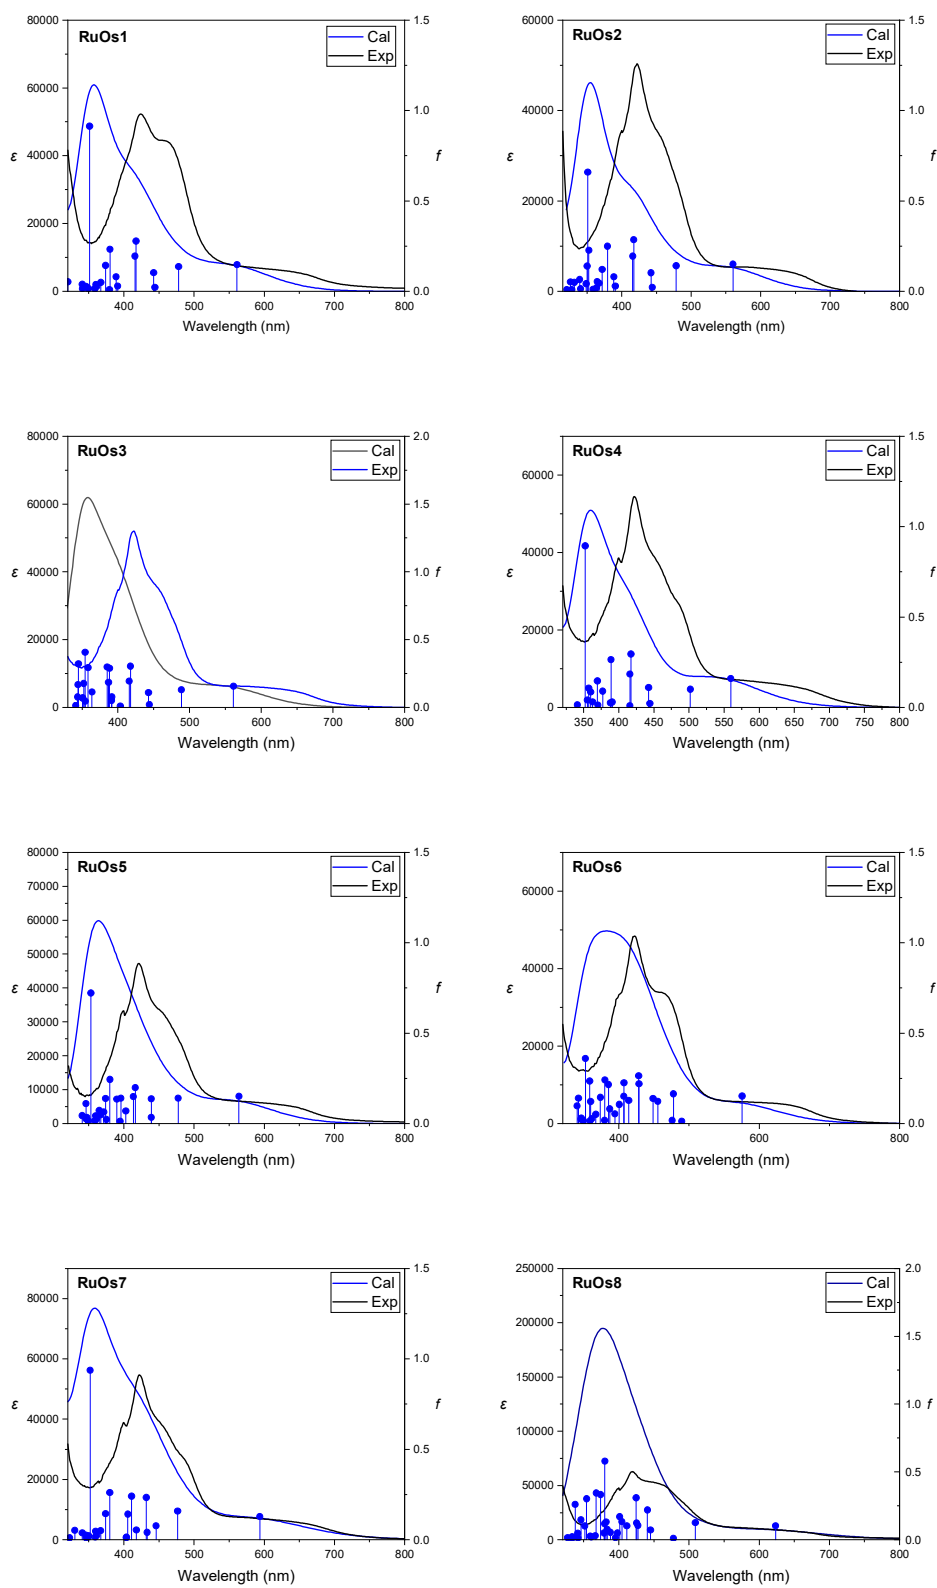 RuOs1
Cal
Exp
80000
60000
40000
20000
0
1.5
1.0
0.5
0.0
ε
f
400
500
600
700
800
Wavelength (nm)
RuOs2
Cal
Exp
60000
40000
20000
0
1.5
1.0
0.5
0.0
ε
f
400
500
600
700
800
Wavelength (nm)
RuOs3
Cal
Exp
80000
60000
40000
20000
0
2.0
1.5
1.0
0.5
0.0
ε
f
400
500
600
700
800
Wavelength (nm)
RuOs4
Cal
Exp
60000
40000
20000
0
1.5
1.0
0.5
0.0
ε
f
350
400
450
500
550
600
650
700
750
800
Wavelength (nm)
RuOs5
Cal
Exp
80000
70000
60000
50000
40000
30000
20000
10000
0
1.5
1.0
0.5
0.0
ε
f
400
500
600
700
800
Wavelength (nm)
RuOs6
Cal
Exp
60000
40000
20000
0
1.5
1.0
0.5
0.0
ε
f
400
600
800
Wavelength (nm)
RuOs7
Cal
Exp
80000
60000
40000
20000
0
1.5
1.0
0.5
0.0
ε
f
400
500
600
700
800
Wavelength (nm)
RuOs8
Cal
Exp
250000
200000
150000
100000
50000
0
2.0
1.5
1.0
0.5
0.0
ε
f
400
600
800
Wavelength (nm)